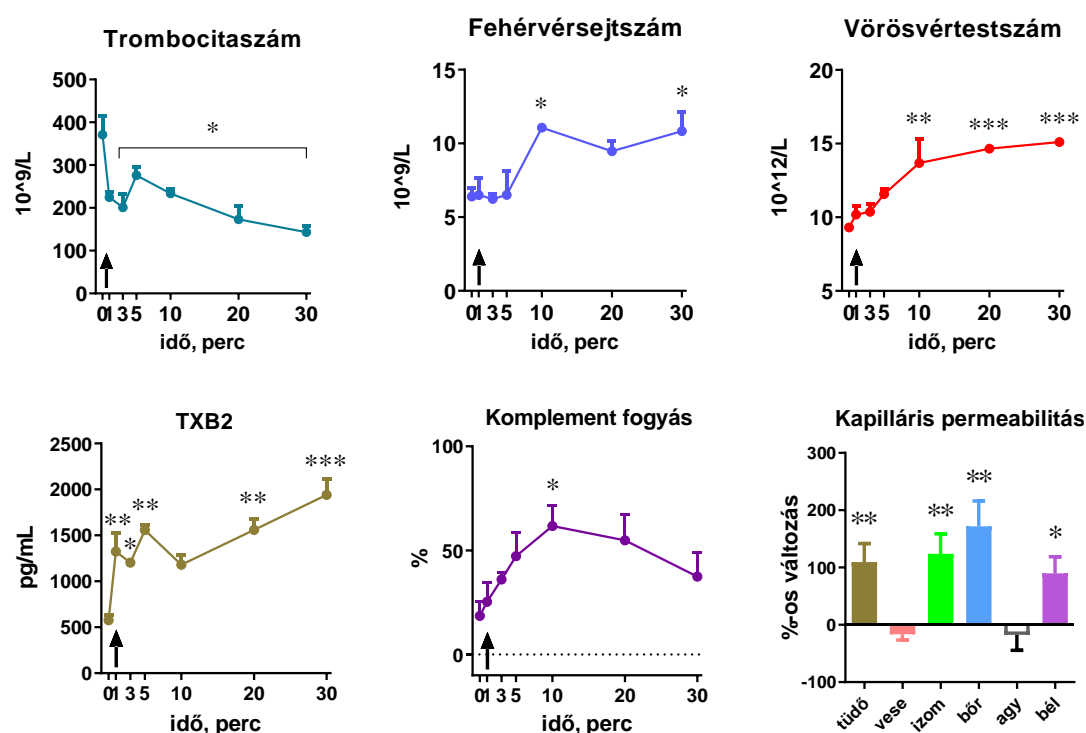 Trombocitaszám
500
400
300
200
100
0
10^9/L
*
0 1 3 5 10 20 30
idő, perc
Fehérvérsejtszám
15
10
5
0
10^9/L
* *
0 1 3 5 10 20 30
idő, perc
Vörösvértestszám
20
15
10
5
10^12/L
** *** ***
0 1 3 5 10 20 30
idő, perc
TXB2
2500
2000
1500
1000
500
0
pg/mL
** * ** ** ***
0 1 3 5 10 20 30
idő, perc
Komplement fogyás
100
50
0
%
*
0 1 3 5 10 20 30
idő, perc
Kapilláris permeabilitás
300
200
100
0
-100
%-os változás
** ** ** *
tüdő vese izom bőr agy bél